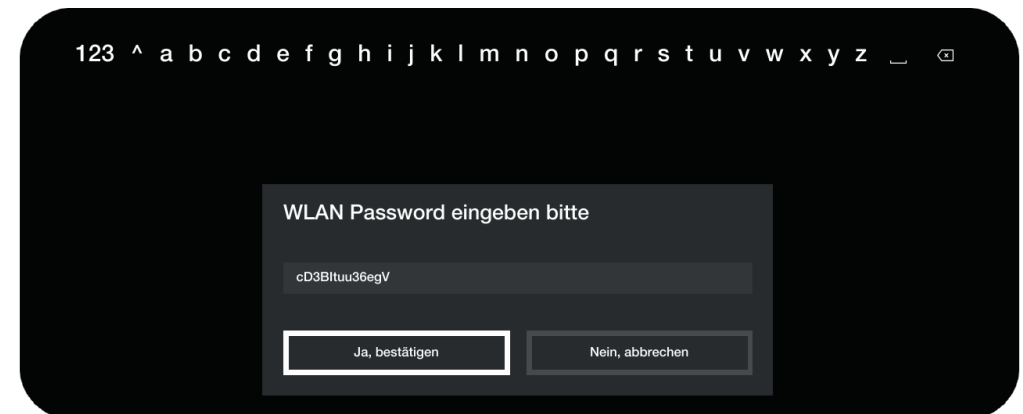 123 ^ a b c d e f g h i j k l m n o p q r s t u v w x y z ⎵ ⌫
WLAN Password eingeben bitte
cD3BItuu36egV
Ja, bestätigen
Nein, abbrechen